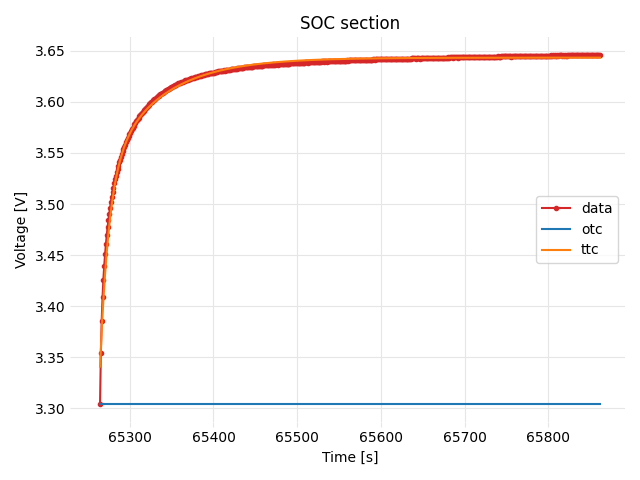 SOC section
Voltage [V]
3.65
3.60
3.55
3.50
3.45
3.40
3.35
3.30
data
otc
ttc
65300 65400 65500 65600 65700 65800
Time [s]